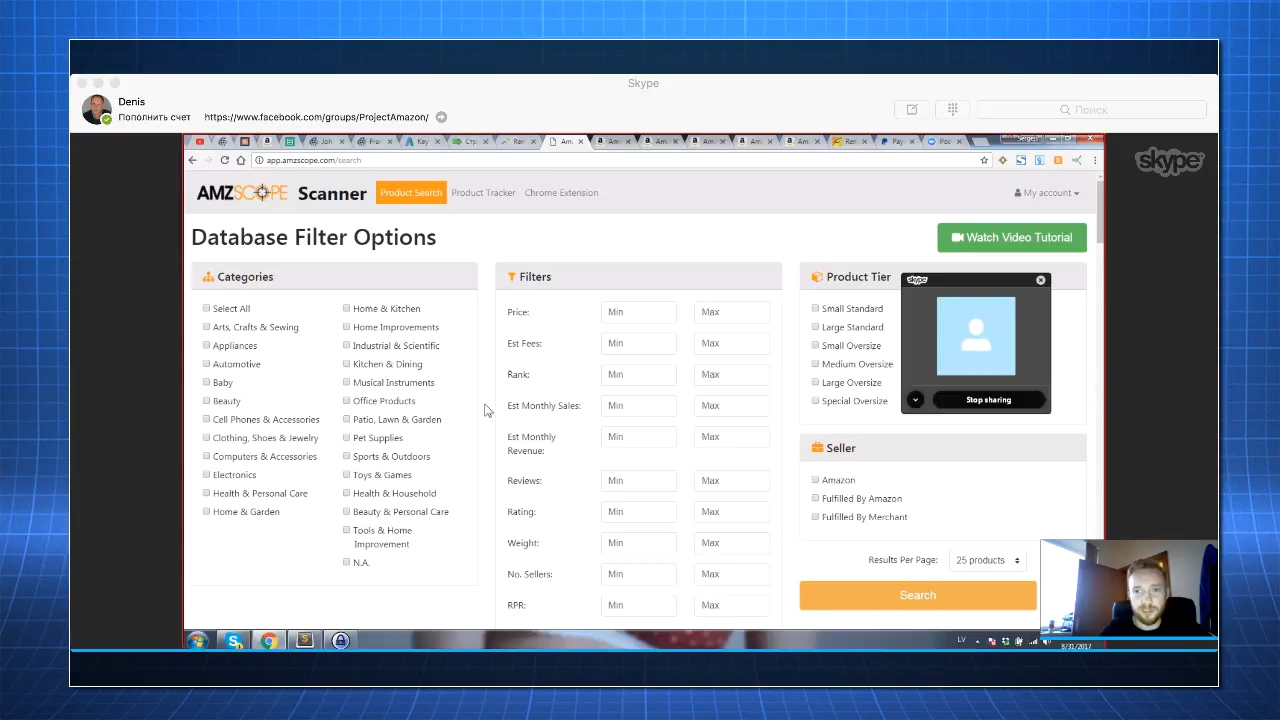 Skype
Denis
Пополнить счет https://www.facebook.com/groups/ProjectAmazon/
Поиск
skype
app.amzscope.com/search
AMZSCOPE Scanner Product Search Product Tracker Chrome Extension My account
Database Filter Options
Watch Video Tutorial
Categories
Select All
Arts, Crafts & Sewing
Appliances
Automotive
Baby
Beauty
Cell Phones & Accessories
Clothing, Shoes & Jewelry
Computers & Accessories
Electronics
Health & Personal Care
Home & Garden
Home & Kitchen
Home Improvements
Industrial & Scientific
Kitchen & Dining
Musical Instruments
Office Products
Patio, Lawn & Garden
Pet Supplies
Sports & Outdoors
Toys & Games
Health & Household
Beauty & Personal Care
Tools & Home
Improvement
N.A.
Filters
Price: Min Max
Est Fees: Min Max
Rank: Min Max
Est Monthly Sales: Min Max
Est Monthly
Revenue: Min Max
Reviews: Min Max
Rating: Min Max
Weight: Min Max
No. Sellers: Min Max
RPR: Min Max
Product Tier
Small Standard
Large Standard
Small Oversize
Medium Oversize
Large Oversize
Special Oversize
skype
Stop sharing
Seller
Amazon
Fulfilled By Amazon
Fulfilled By Merchant
Results Per Page: 25 products
Search
LV
8/31/2017